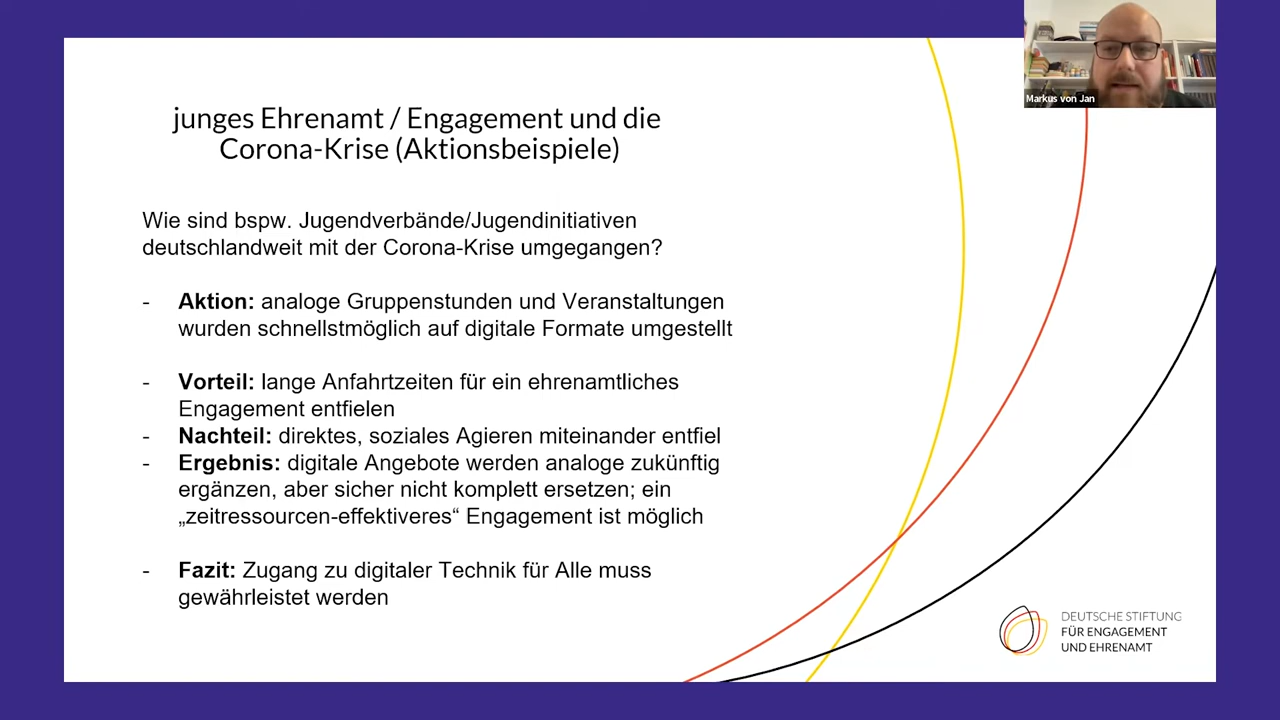 Markus von Jan
junges Ehrenamt / Engagement und die
Corona-Krise (Aktionsbeispiele)
Wie sind bspw. Jugendverbände/Jugendinitiativen
deutschlandweit mit der Corona-Krise umgegangen?
- Aktion: analoge Gruppenstunden und Veranstaltungen
wurden schnellstmöglich auf digitale Formate umgestellt
- Vorteil: lange Anfahrtzeiten für ein ehrenamtliches
Engagement entfielen
- Nachteil: direktes, soziales Agieren miteinander entfiel
- Ergebnis: digitale Angebote werden analoge zukünftig
ergänzen, aber sicher nicht komplett ersetzen; ein
„zeitressourcen-effektiveres“ Engagement ist möglich
- Fazit: Zugang zu digitaler Technik für Alle muss
gewährleistet werden
DEUTSCHE STIFTUNG
FÜR ENGAGEMENT
UND EHRENAMT